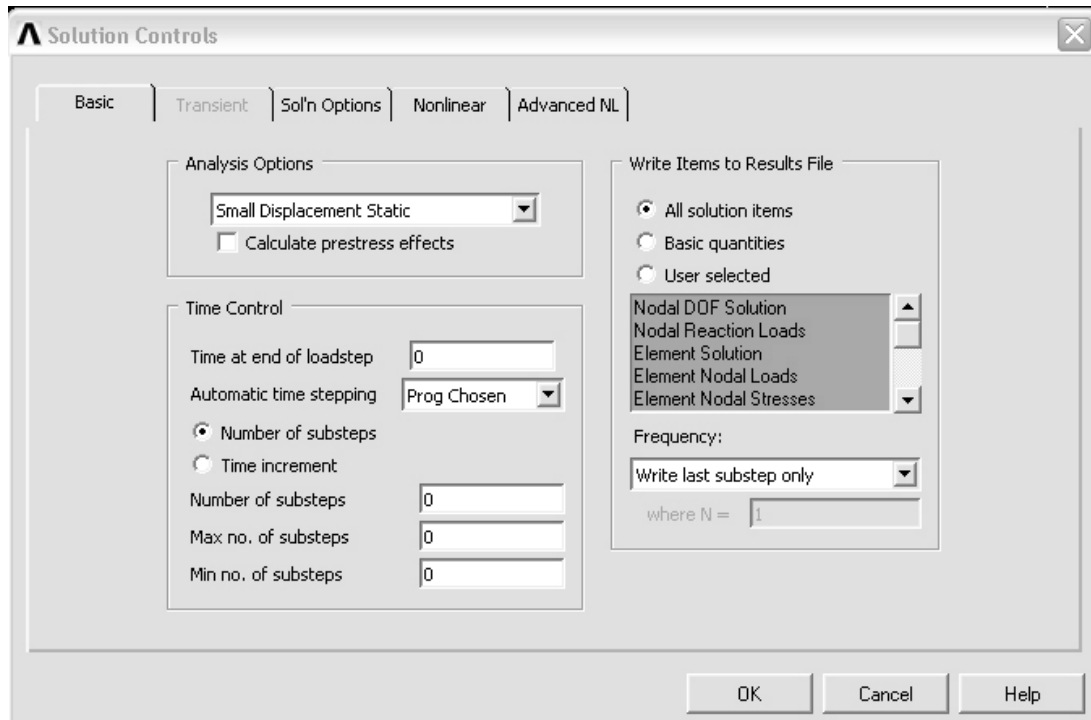 Solution Controls
Basic
Transient
Sol'n Options
Nonlinear
Advanced NL
Analysis Options
Small Displacement Static
Calculate prestress effects
Time Control
Time at end of loadstep 0
Automatic time stepping Prog Chosen
Number of substeps
Time increment
Number of substeps 0
Max no. of substeps 0
Min no. of substeps 0
Write Items to Results File
All solution items
Basic quantities
User selected
Nodal DOF Solution
Nodal Reaction Loads
Element Solution
Element Nodal Loads
Element Nodal Stresses
Frequency:
Write last substep only
where N = 1
OK
Cancel
Help